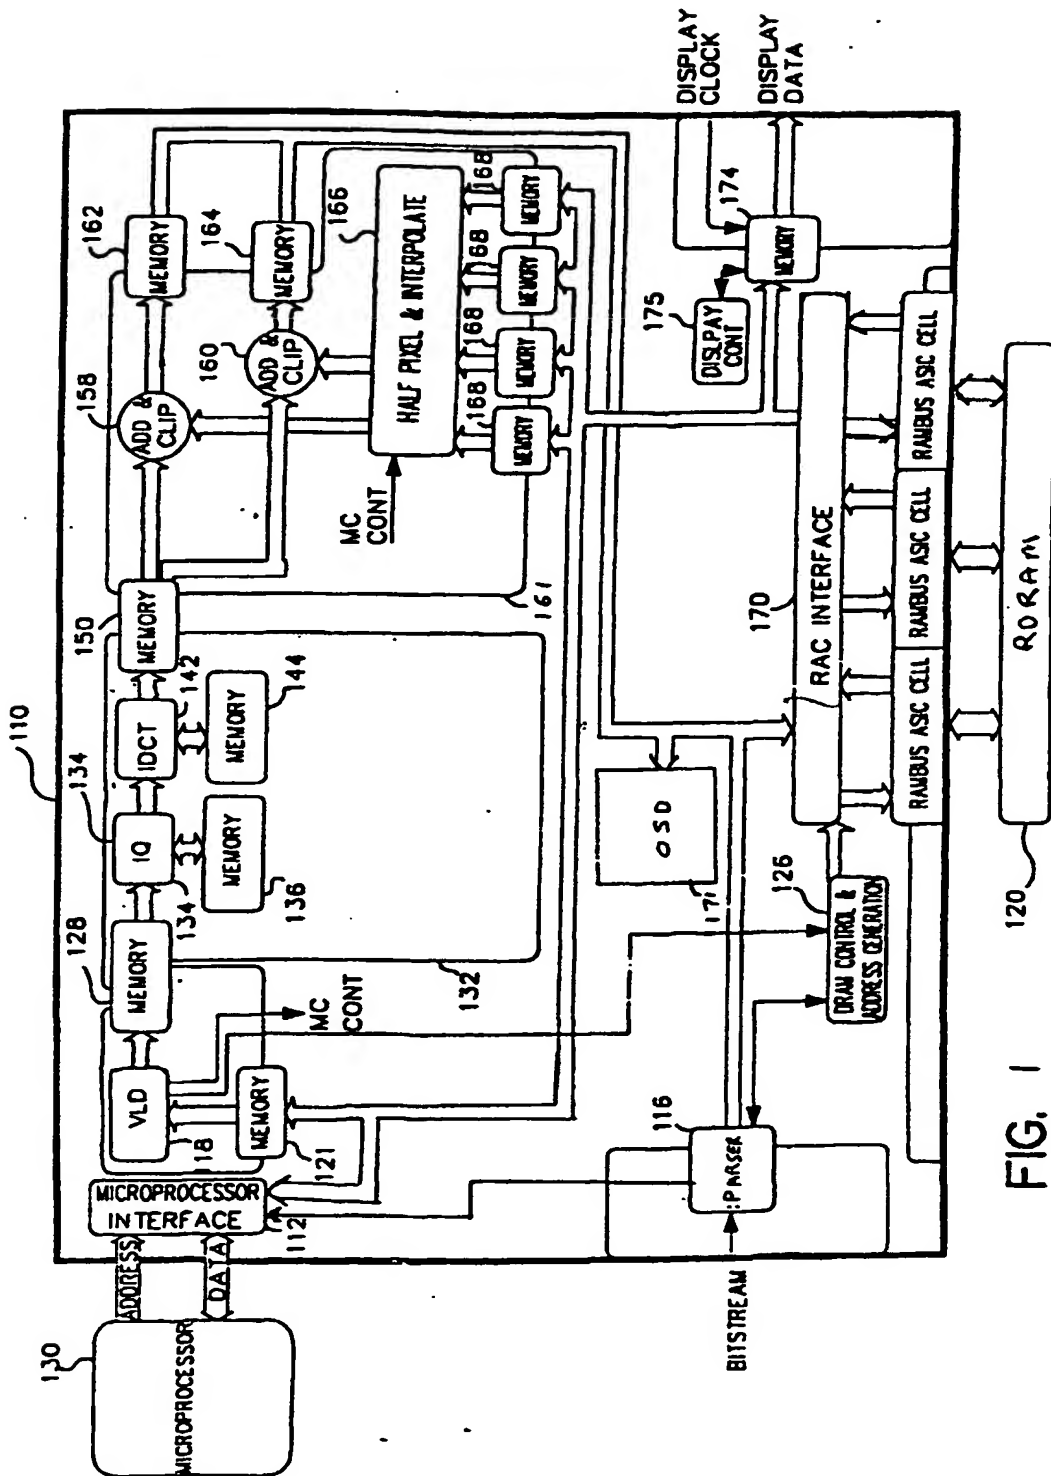 110
130
MICROPROCESSOR
ADDRESS
DATA
MICROPROCESSOR
INTERFACE
112
VLD
118
MEMORY
121
MEMORY
128
MC
CONT
132
IQ
134
134
MEMORY
136
IDCT
142
MEMORY
144
MEMORY
150
ADD &
CLIP
158
ADD &
CLIP
160
161
MEMORY
162
MEMORY
164
HALF PIXEL & INTERPOLATE
166
MC
CONT
168
168
168
168
MEMORY
MEMORY
MEMORY
MEMORY
BITSTREAM
:PARSER
116
OSD
171
DRAM CONTROL &
ADDRESS GENERATION
126
RAC INTERFACE
170
DISLPAY
CONT
175
MEMORY
174
DISPLAY
CLOCK
DISPLAY
DATA
RAMBUS ASIC CELL
RAMBUS ASIC CELL
RAMBUS ASIC CELL
RDRAM
120
FIG. 1